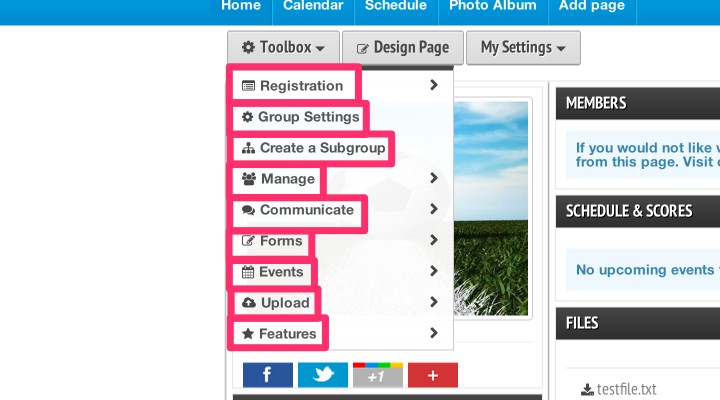 Home Calendar Schedule Photo Album Add page
Toolbox Design Page My Settings
Registration
Group Settings
Create a Subgroup
Manage
Communicate
Forms
Events
Upload
Features
f
+1
+
MEMBERS
If you would not like
from this page. Visit
SCHEDULE & SCORES
No upcoming events
FILES
testfile.txt